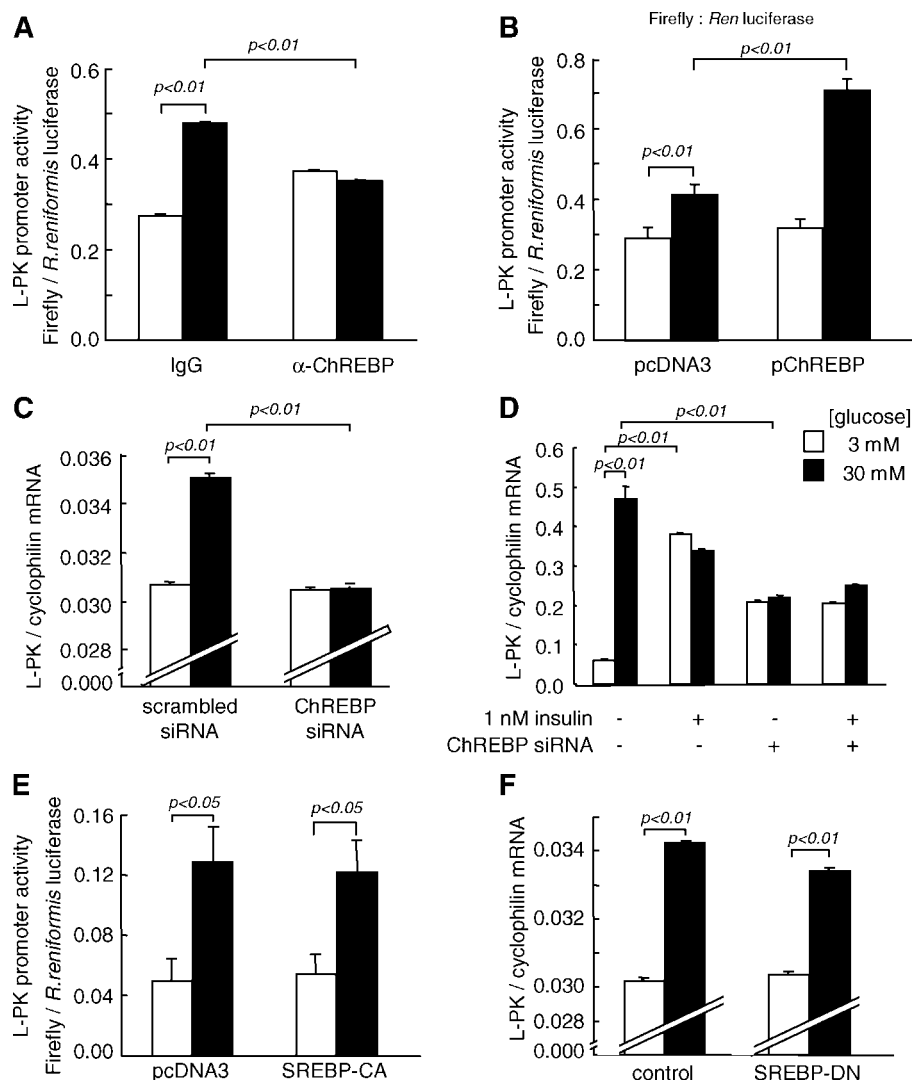 A
p<0.01
p<0.01
L-PK promoter activity
Firefly / R.reniformis luciferase
0.6
0.4
0.2
0.0
IgG
α-ChREBP
B
Firefly : Ren luciferase
p<0.01
p<0.01
L-PK promoter activity
Firefly / R.reniformis luciferase
0.8
0.6
0.4
0.2
0.0
pcDNA3
pChREBP
C
p<0.01
p<0.01
L-PK / cyclophilin mRNA
0.036
0.034
0.032
0.030
0.028
0.000
scrambled
siRNA
ChREBP
siRNA
D
[glucose]
3 mM
30 mM
p<0.01
p<0.01
p<0.01
L-PK / cyclophilin mRNA
0.6
0.5
0.4
0.3
0.2
0.1
0.0
1 nM insulin - + - +
ChREBP siRNA - - + +
E
p<0.05
p<0.05
L-PK promoter activity
Firefly / R.reniformis luciferase
0.16
0.12
0.08
0.04
0.00
pcDNA3
SREBP-CA
F
p<0.01
p<0.01
L-PK / cyclophilin mRNA
0.034
0.032
0.030
0.028
0.000
control
SREBP-DN